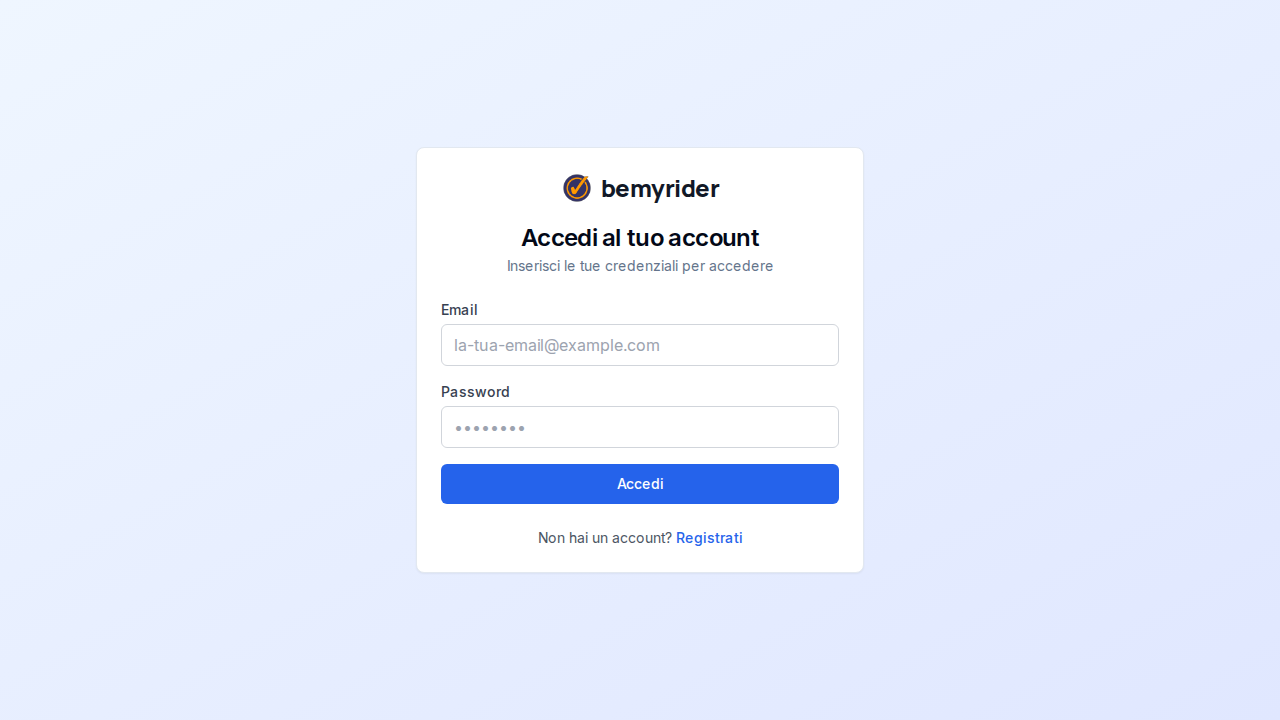 bemyrider
Accedi al tuo account
Inserisci le tue credenziali per accedere
Email
la-tua-email@example.com
Password
••••••••
Accedi
Non hai un account? Registrati